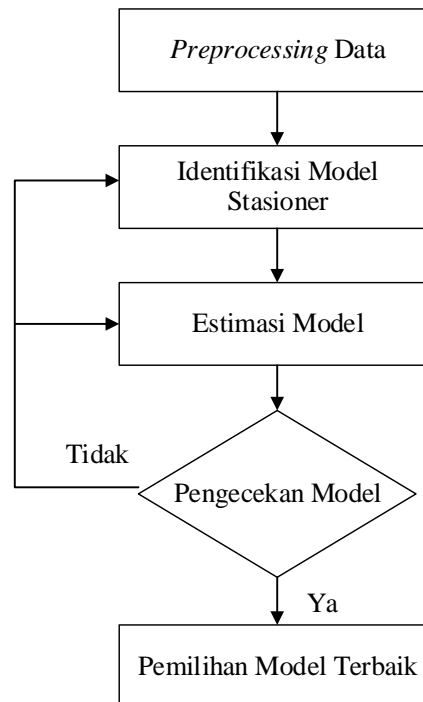 Preprocessing Data
Identifikasi Model
Stasioner
Estimasi Model
Tidak
Pengecekan Model
Ya
Pemilihan Model Terbaik